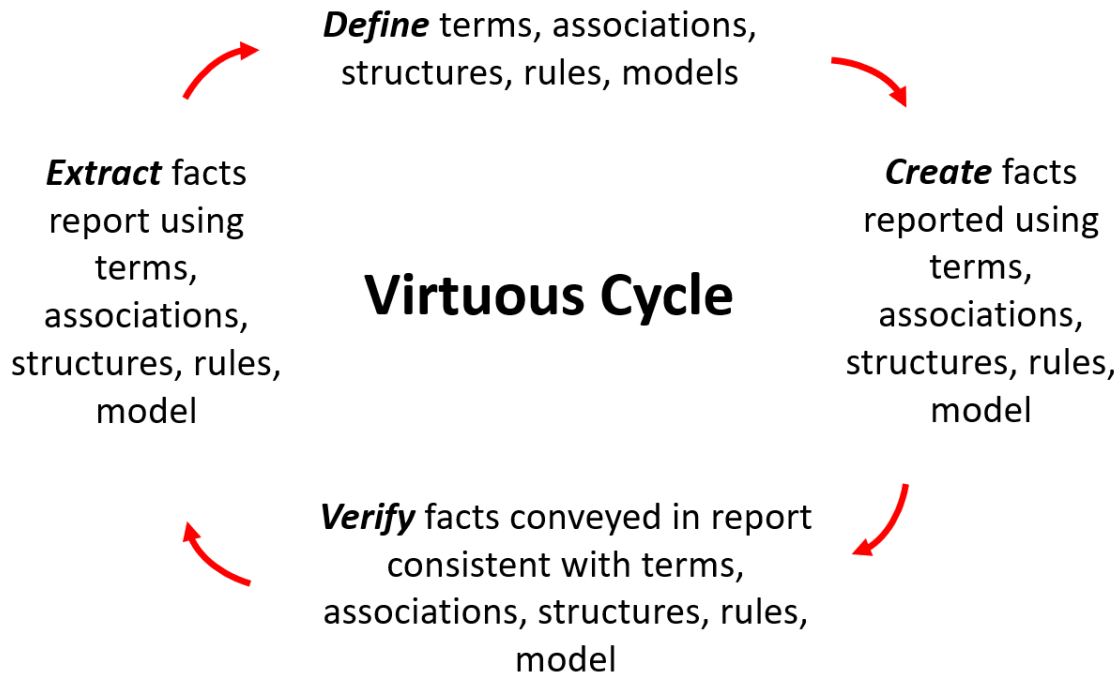 Define terms, associations,
structures, rules, models
Extract facts
report using
terms,
associations,
structures, rules,
model
Virtuous Cycle
Create facts
reported using
terms,
associations,
structures, rules,
model
Verify facts conveyed in report
consistent with terms,
associations, structures, rules,
model